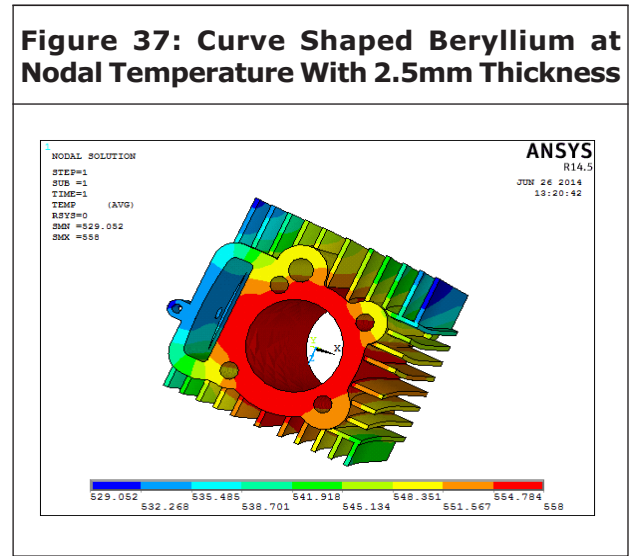 Figure 37: Curve Shaped Beryllium at
Nodal Temperature With 2.5mm Thickness
1
NODAL SOLUTION
STEP=1
SUB =1
TIME=1
TEMP (AVG)
RSYS=0
SMN =529.052
SMX =558
ANSYS
R14.5
JUN 26 2014
13:20:42
Y
Z
X
529.052 535.485 541.918 548.351 554.784
532.268 538.701 545.134 551.567 558